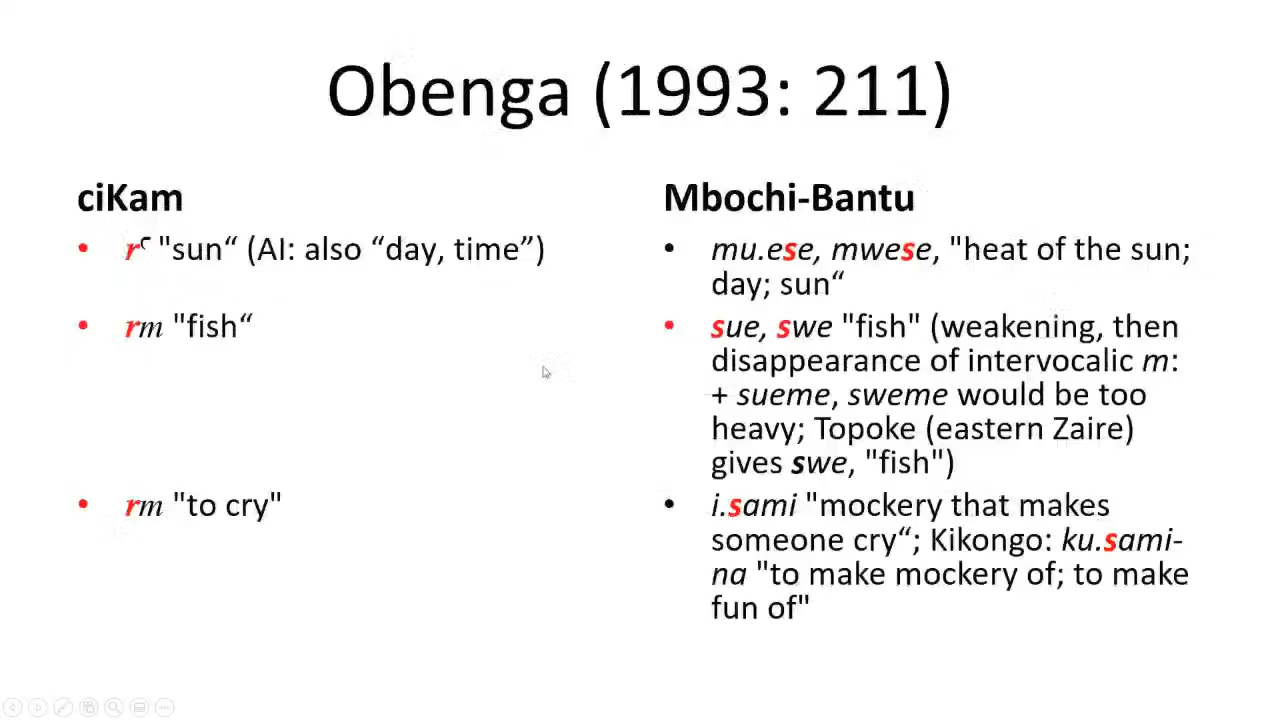 Obenga (1993: 211)
ciKam
• rꜥ "sun“ (AI: also “day, time”)
• rm "fish“
• rm "to cry"
Mbochi-Bantu
• mu.ese, mwese, "heat of the sun;
day; sun“
• sue, swe "fish" (weakening, then
disappearance of intervocalic m:
+ sueme, sweme would be too
heavy; Topoke (eastern Zaire)
gives swe, "fish")
• i.sami "mockery that makes
someone cry“; Kikongo: ku.sami-
na "to make mockery of; to make
fun of"